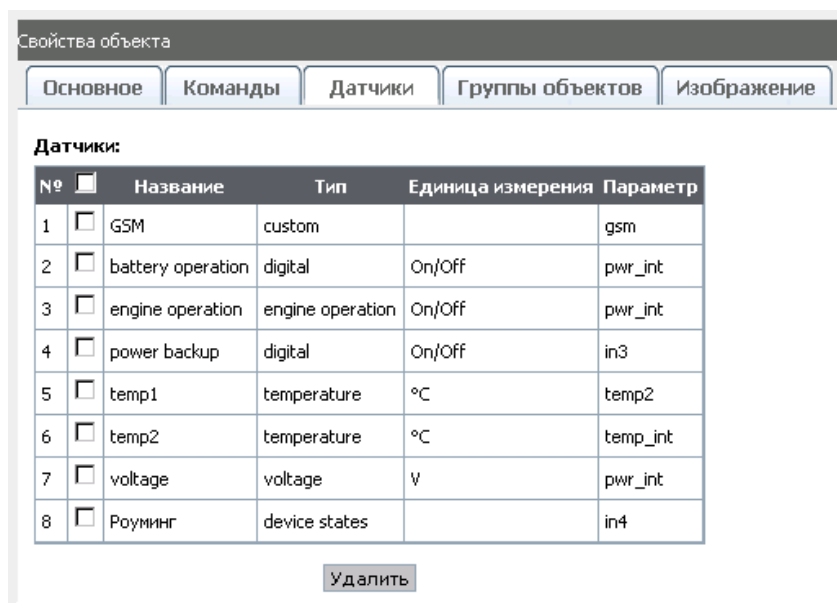 Свойства объекта
Основное Команды Датчики Группы объектов Изображение
Датчики:
№ Название Тип Единица измерения Параметр
1 GSM custom gsm
2 battery operation digital On/Off pwr_int
3 engine operation engine operation On/Off pwr_int
4 power backup digital On/Off in3
5 temp1 temperature °C temp2
6 temp2 temperature °C temp_int
7 voltage voltage V pwr_int
8 Роуминг device states in4
Удалить